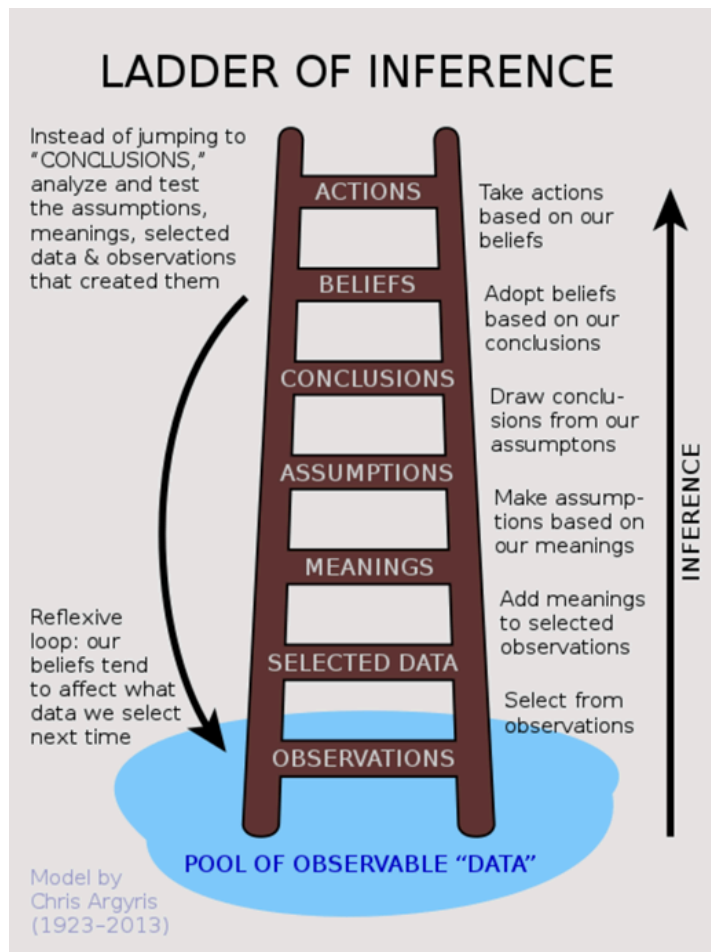 LADDER OF INFERENCE
Instead of jumping to
“CONCLUSIONS,”
analyze and test
the assumptions,
meanings, selected
data & observations
that created them
ACTIONS
Take actions
based on our
beliefs
BELIEFS
Adopt beliefs
based on our
conclusions
CONCLUSIONS
Draw conclu-
sions from our
assumptons
ASSUMPTIONS
Make assump-
tions based on
our meanings
MEANINGS
Add meanings
to selected
observations
SELECTED DATA
Select from
observations
OBSERVATIONS
INFERENCE
Reflexive
loop: our
beliefs tend
to affect what
data we select
next time
POOL OF OBSERVABLE “DATA”
Model by
Chris Argyris
(1923–2013)